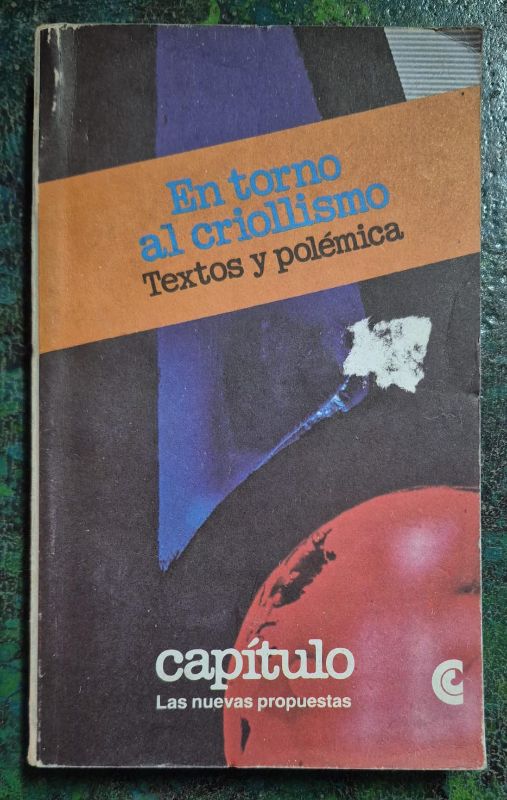 En torno
al criollismo
Textos y polémica
capítulo
Las nuevas propuestas